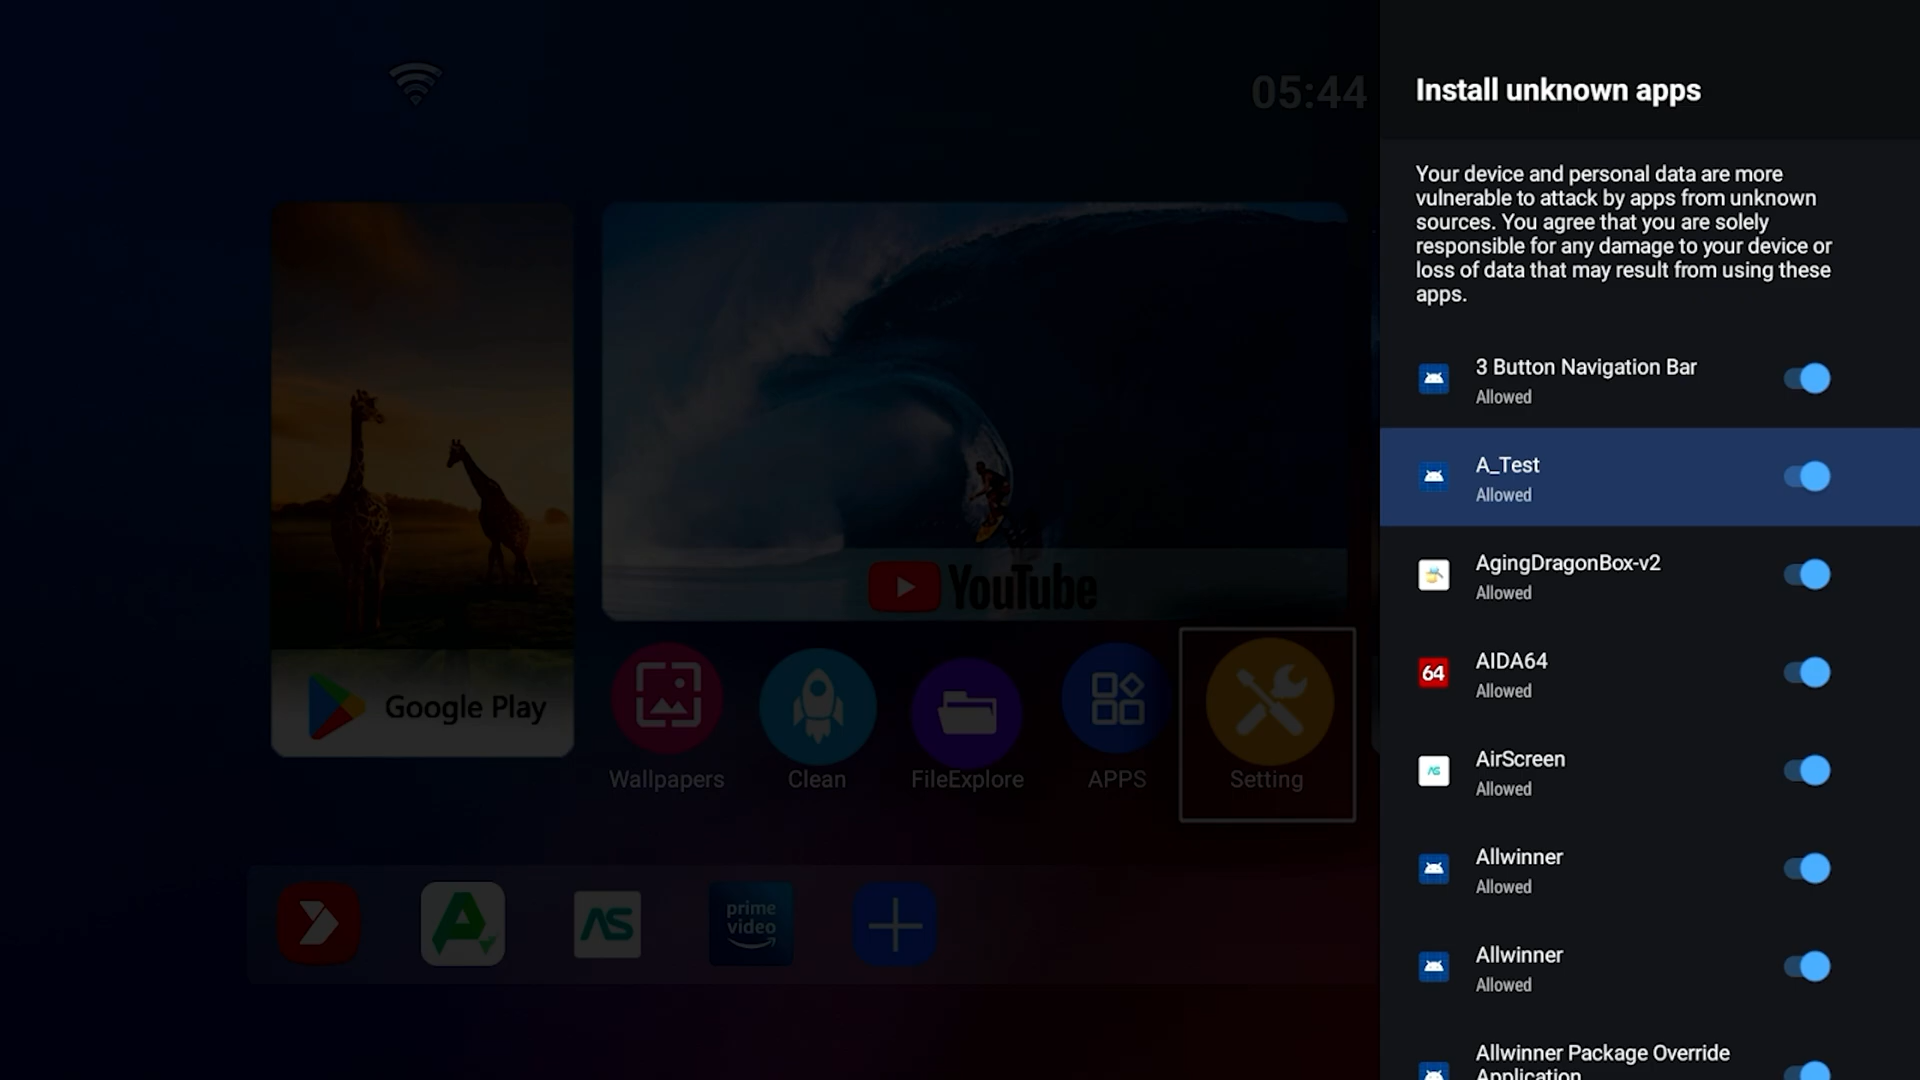 05:44
Google Play
YouTube
Wallpapers
Clean
FileExplore
APPS
Setting
AS
prime
video
Install unknown apps
Your device and personal data are more
vulnerable to attack by apps from unknown
sources. You agree that you are solely
responsible for any damage to your device or
loss of data that may result from using these
apps.
3 Button Navigation Bar
Allowed
A_Test
Allowed
AgingDragonBox-v2
Allowed
64
AIDA64
Allowed
AS
AirScreen
Allowed
Allwinner
Allowed
Allwinner
Allowed
Allwinner Package Override
Application